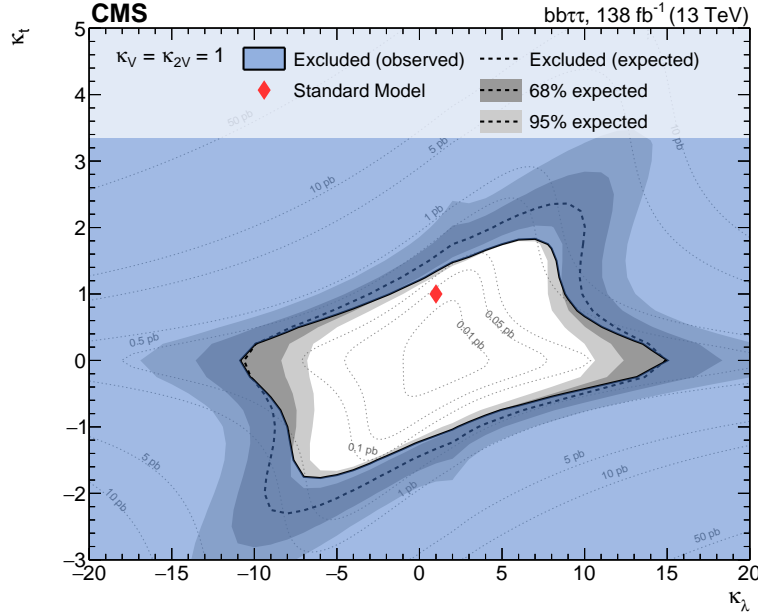 CMS bbττ, 138 fb⁻¹ (13 TeV)
κ_t
κ_V = κ_2V = 1 Excluded (observed) Excluded (expected)
Standard Model 68% expected
95% expected
5
4
3
2
1
0
−1
−2
−3
50 pb
10 pb
5 pb
10 pb
1 pb
0.5 pb
0.05 pb
0.01 pb
0.1 pb
5 pb
10 pb
1 pb
5 pb
10 pb
50 pb
−20 −15 −10 −5 0 5 10 15 20
κ_λ